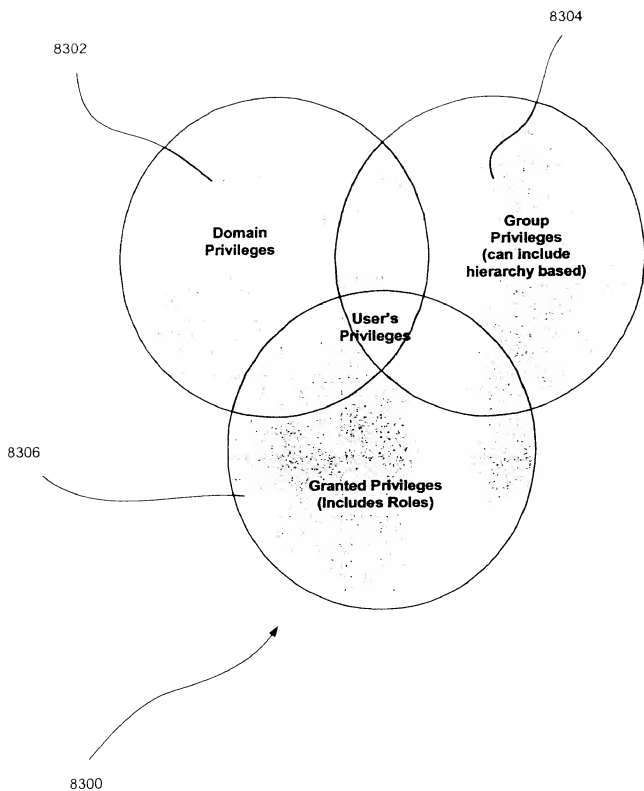 8304
8302
Domain
Privileges
Group
Privileges
(can include
hierarchy based)
User's
Privileges
8306
Granted Privileges
(Includes Roles)
8300